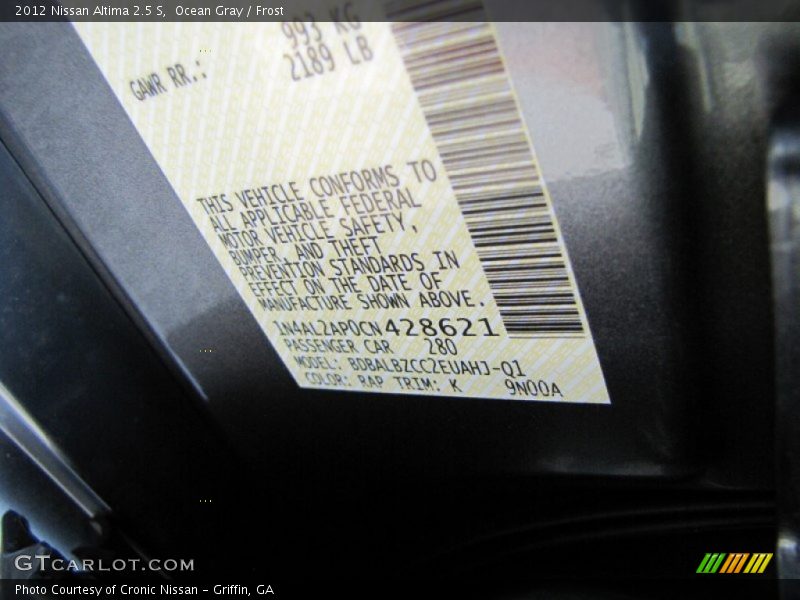 2012 Nissan Altima 2.5 S, Ocean Gray / Frost
993 KG
GAWR RR.: 2189 LB
THIS VEHICLE CONFORMS TO
ALL APPLICABLE FEDERAL
MOTOR VEHICLE SAFETY,
BUMPER, AND THEFT
PREVENTION STANDARDS IN
EFFECT ON THE DATE OF
MANUFACTURE SHOWN ABOVE.
1N4AL2AP0CN428621
PASSENGER CAR 280
MODEL: BDBALBZCC2EUAHJ-Q1
COLOR: RAP TRIM: K 9N00A
GTCARLOT.COM
Photo Courtesy of Cronic Nissan - Griffin, GA